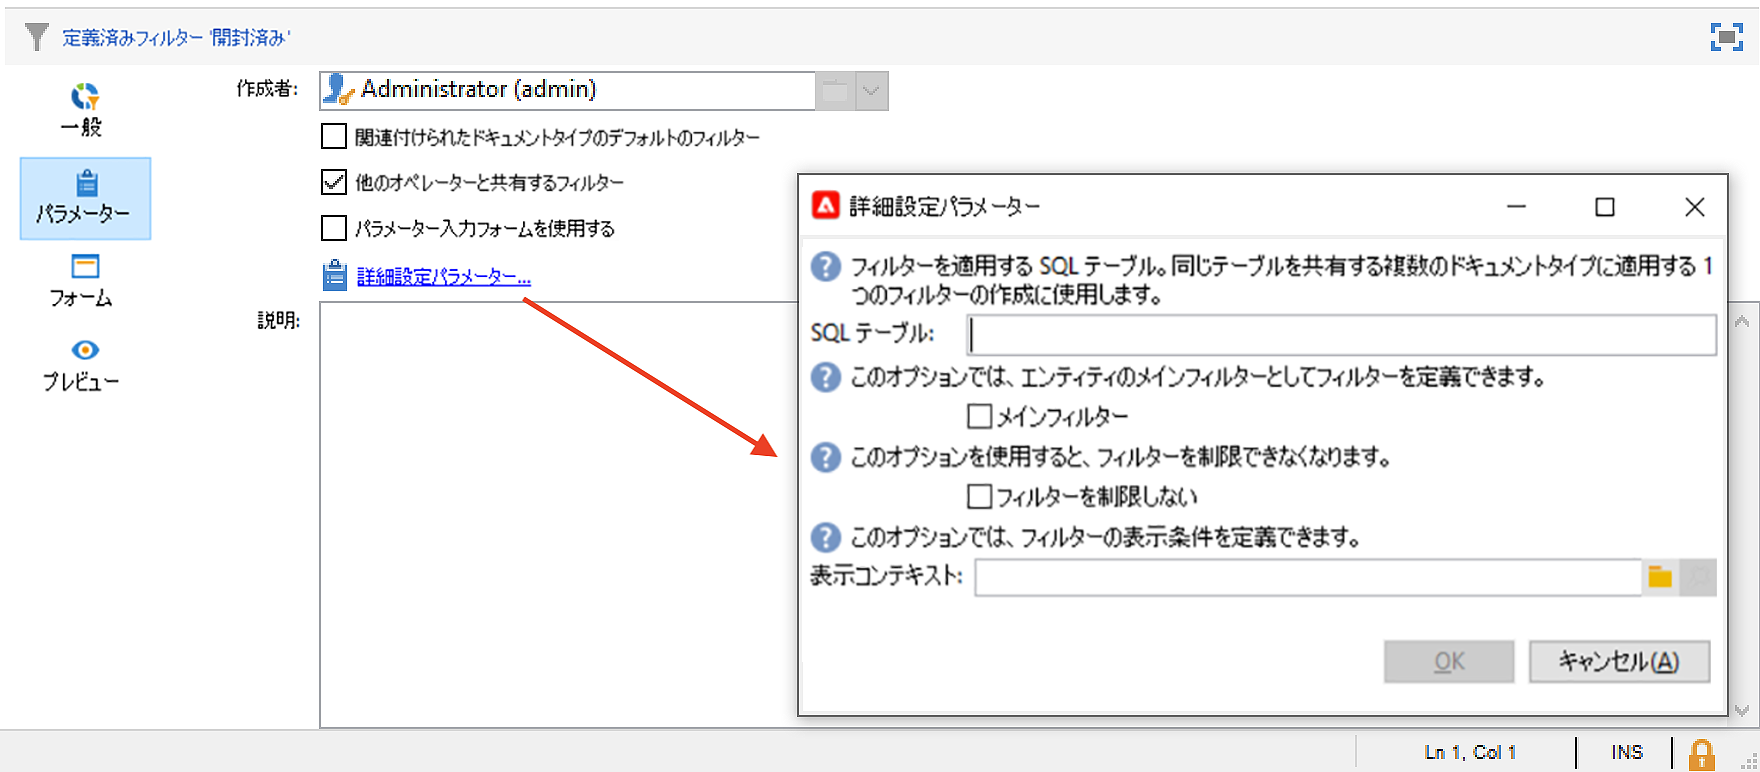 定義済みフィルター '開封済み'
一般
パラメーター
フォーム
プレビュー
作成者: Administrator (admin)
関連付けられたドキュメントタイプのデフォルトのフィルター
他のオペレーターと共有するフィルター
パラメーター入力フォームを使用する
詳細設定パラメーター...
説明:
詳細設定パラメーター
フィルターを適用する SQL テーブル。同じテーブルを共有する複数のドキュメントタイプに適用する 1
つのフィルターの作成に使用します。
SQL テーブル:
このオプションでは、エンティティのメインフィルターとしてフィルターを定義できます。
メインフィルター
このオプションを使用すると、フィルターを制限できなくなります。
フィルターを制限しない
このオプションでは、フィルターの表示条件を定義できます。
表示コンテキスト:
OK キャンセル(A)
Ln 1, Col 1 INS